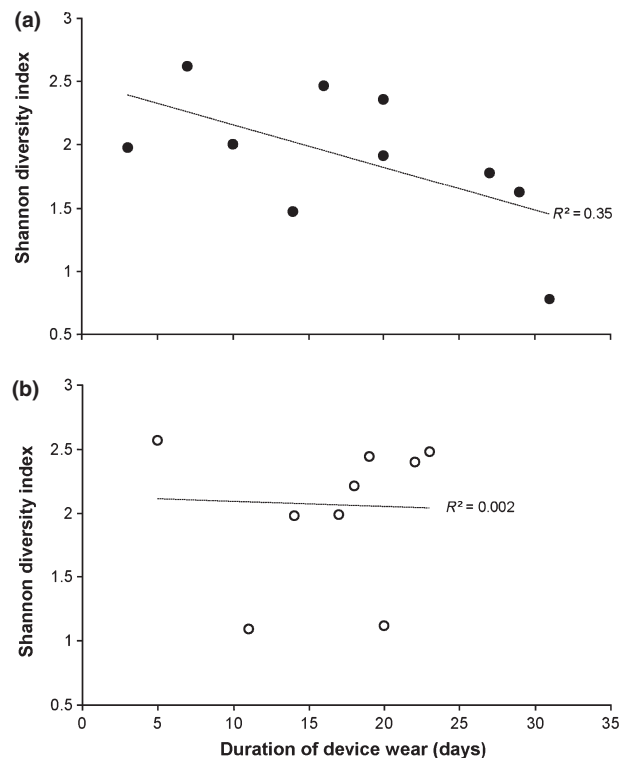 (a)
3
2.5
2
1.5
1
0.5
Shannon diversity index
R² = 0.35
(b)
3
2.5
2
1.5
1
0.5
Shannon diversity index
R² = 0.002
0 5 10 15 20 25 30 35
Duration of device wear (days)